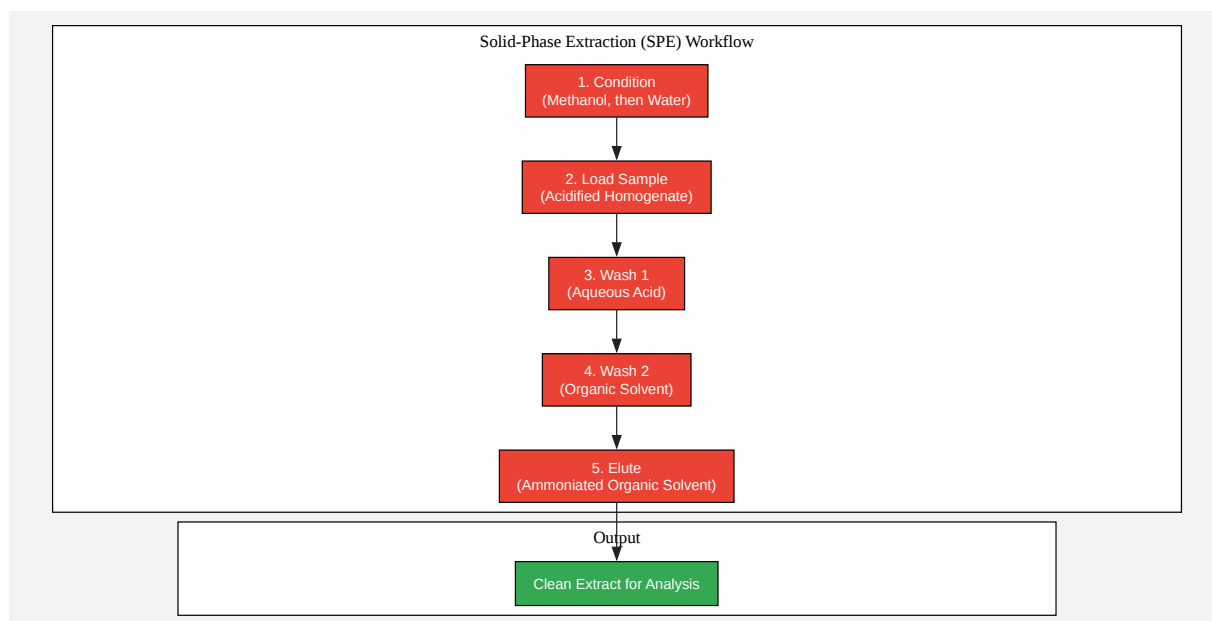 Solid-Phase Extraction (SPE) Workflow
1. Condition
(Methanol, then Water)
2. Load Sample
(Acidified Homogenate)
3. Wash 1
(Aqueous Acid)
4. Wash 2
(Organic Solvent)
5. Elute
(Ammoniated Organic Solvent)
Output
Clean Extract for Analysis